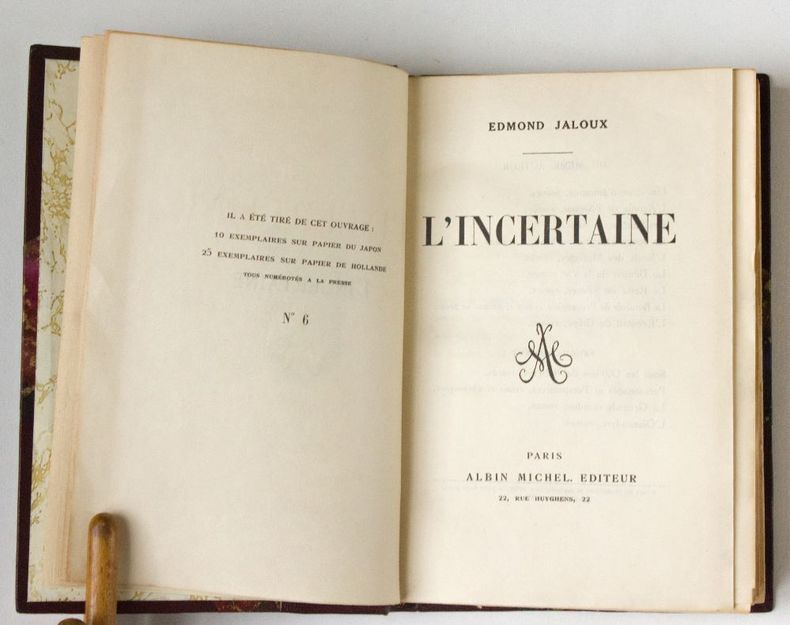 IL A ÉTÉ TIRÉ DE CET OUVRAGE :
10 EXEMPLAIRES SUR PAPIER DU JAPON
25 EXEMPLAIRES SUR PAPIER DE HOLLANDE
TOUS NUMÉROTÉS A LA PRESSE
N° 6
EDMOND JALOUX
L'INCERTAINE
PARIS
ALBIN MICHEL, EDITEUR
22, RUE HUYGHENS, 22